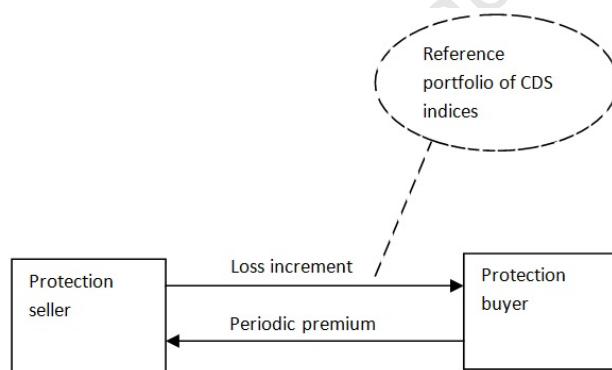 Reference
portfolio of CDS
indices
Loss increment
Protection
seller
Protection
buyer
Periodic premium